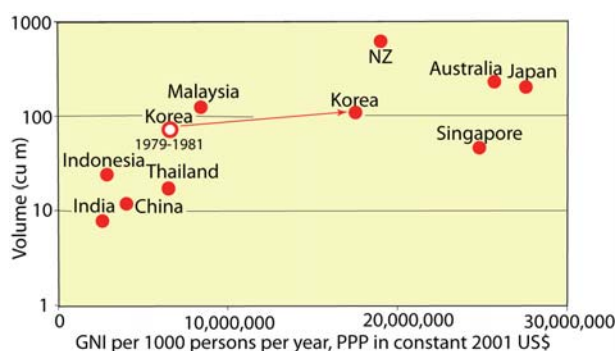 1000
NZ
Australia Japan
Malaysia
Korea
100
Korea
1979-1981
Singapore
Indonesia
Thailand
India
China
10
1
Volume (cu m)
0
10,000,000
20,000,000
30,000,000
GNI per 1000 persons per year, PPP in constant 2001 US$